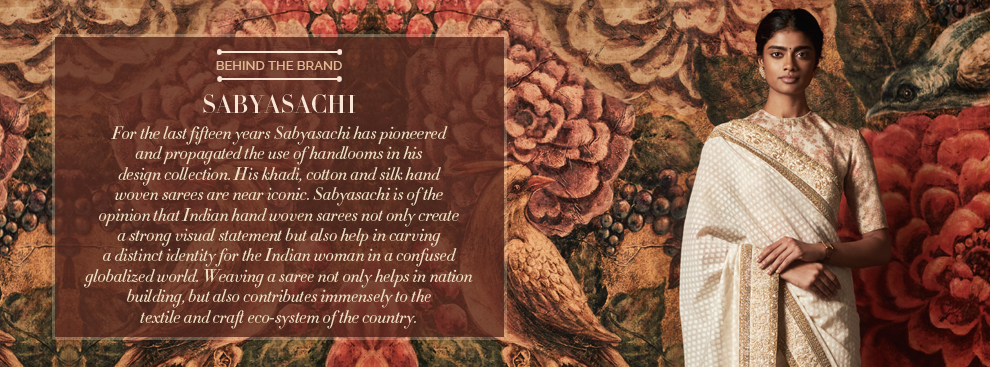 BEHIND THE BRAND
SABYASACHI
For the last fifteen years Sabyasachi has pioneered
and propagated the use of handlooms in his
design collection. His khadi, cotton and silk hand
woven sarees are near iconic. Sabyasachi is of the
opinion that Indian hand woven sarees not only create
a strong visual statement but also help in carving
a distinct identity for the Indian woman in a confused
globalized world. Weaving a saree not only helps in nation
building, but also contributes immensely to the
textile and craft eco-system of the country.